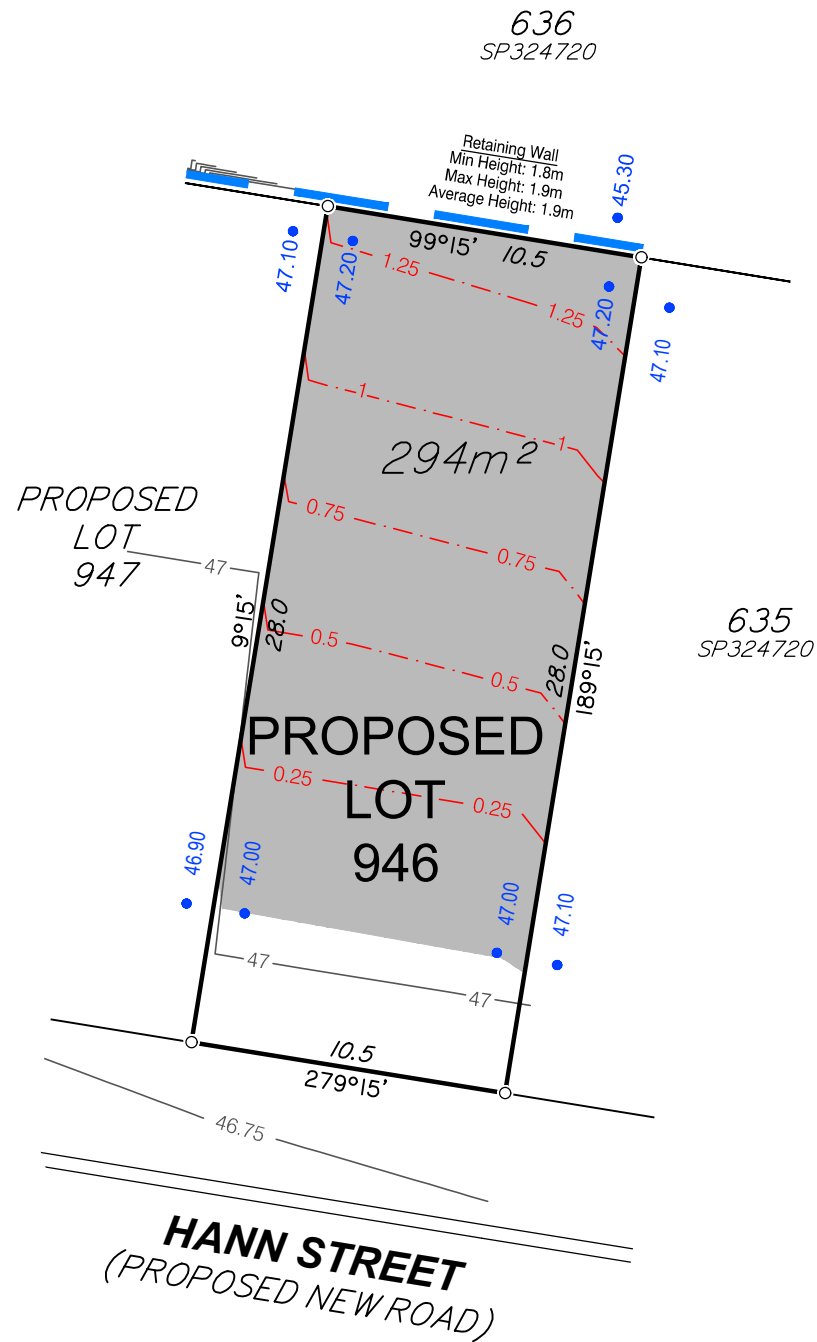 636
SP324720
Retaining Wall
Min Height: 1.8m
Max Height: 1.9m
Average Height: 1.9m
45.30
99°15'
10.5
47.10
47.20
1.25
1.25
47.20
47.10
1
1
294m²
PROPOSED
LOT
947
47
0.75
0.75
9°15'
28.0
635
SP324720
0.5
0.5
28.0
189°15'
PROPOSED
LOT
946
0.25
0.25
46.90
47.00
47.00
47.10
47
47
10.5
279°15'
46.75
HANN STREET
(PROPOSED NEW ROAD)